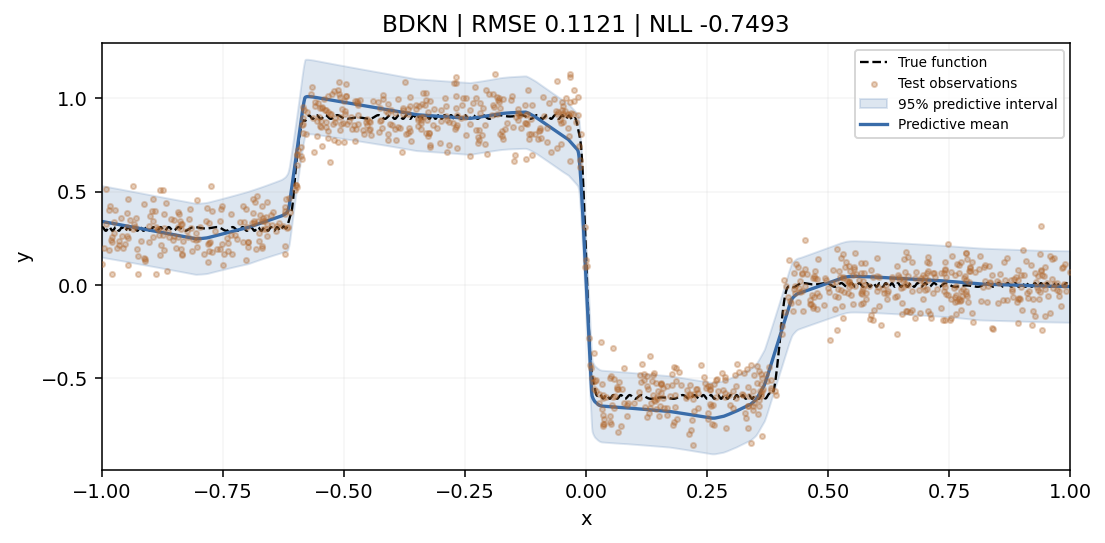 BDKN | RMSE 0.1121 | NLL -0.7493
True function
Test observations
95% predictive interval
Predictive mean
y
1.0
0.5
0.0
−0.5
−1.00
−0.75
−0.50
−0.25
0.00
0.25
0.50
0.75
1.00
x